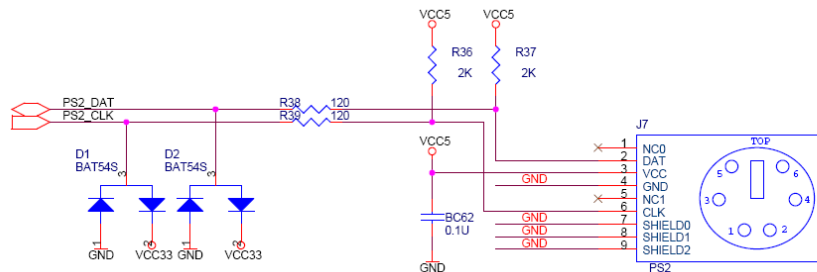 VCC5 VCC5
R36 R37
2K 2K
PS2_DAT R38 120
PS2_CLK R39 120
J7
D1 D2
BAT54S BAT54S
3 3
VCC5
1 NC0 TOP
2 DAT
3 VCC 5 6
GND 4 GND
5 NC1 3 4
6 CLK
GND 7 SHIELD0 1 2
GND 8 SHIELD1
GND 9 SHIELD2
BC62
0.1U
1 2 1 2
GND VCC33 GND VCC33
GND
PS2